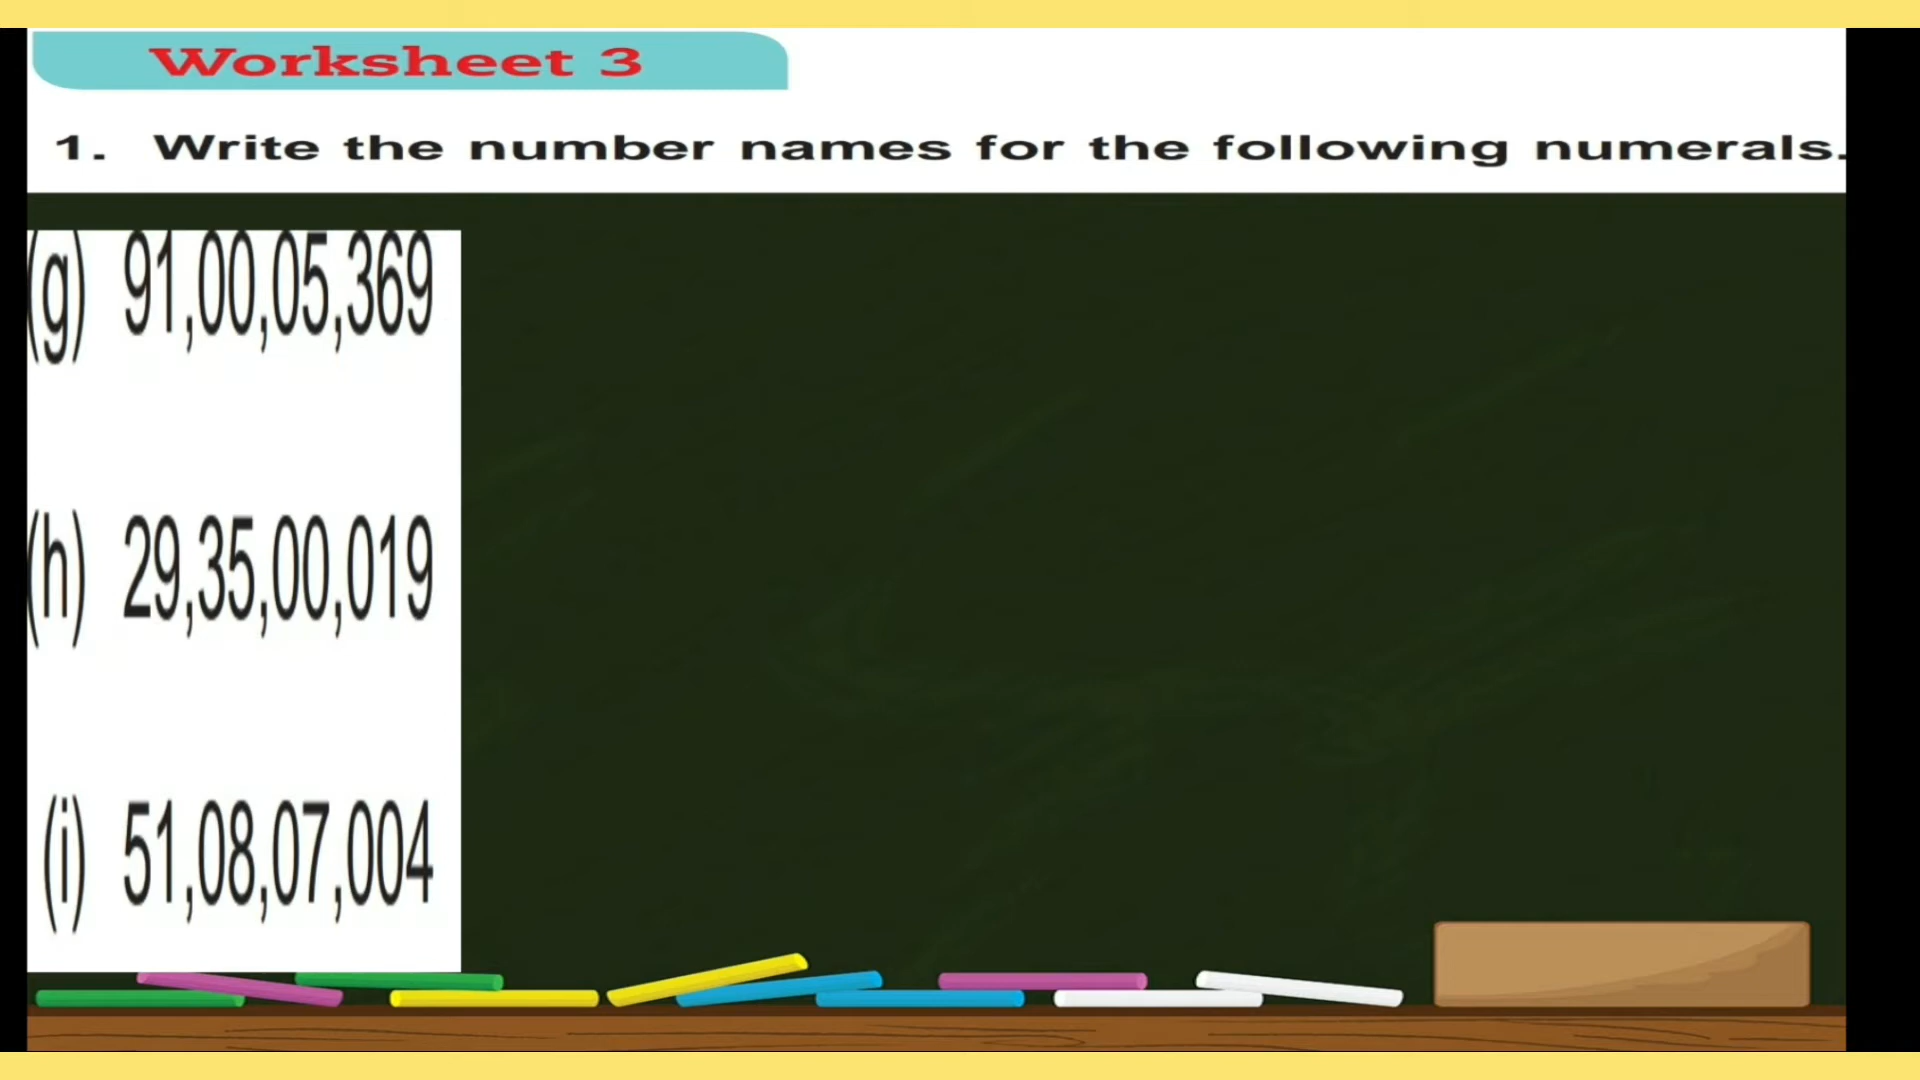 Worksheet 3
1. Write the number names for the following numerals.
(g) 91,00,05,369
(h) 29,35,00,019
(i) 51,08,07,004